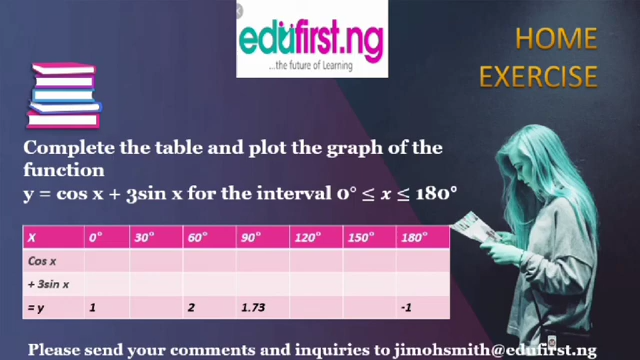 edufirst.ng
...the future of Learning
HOME
EXERCISE
Complete the table and plot the graph of the
function
y = cos x + 3sin x for the interval 0° ≤ x ≤ 180°
X 0° 30° 60° 90° 120° 150° 180°
Cos x
+ 3sin x
= y 1 2 1.73 -1
Please send your comments and inquiries to jimohsmith@edufirst.ng